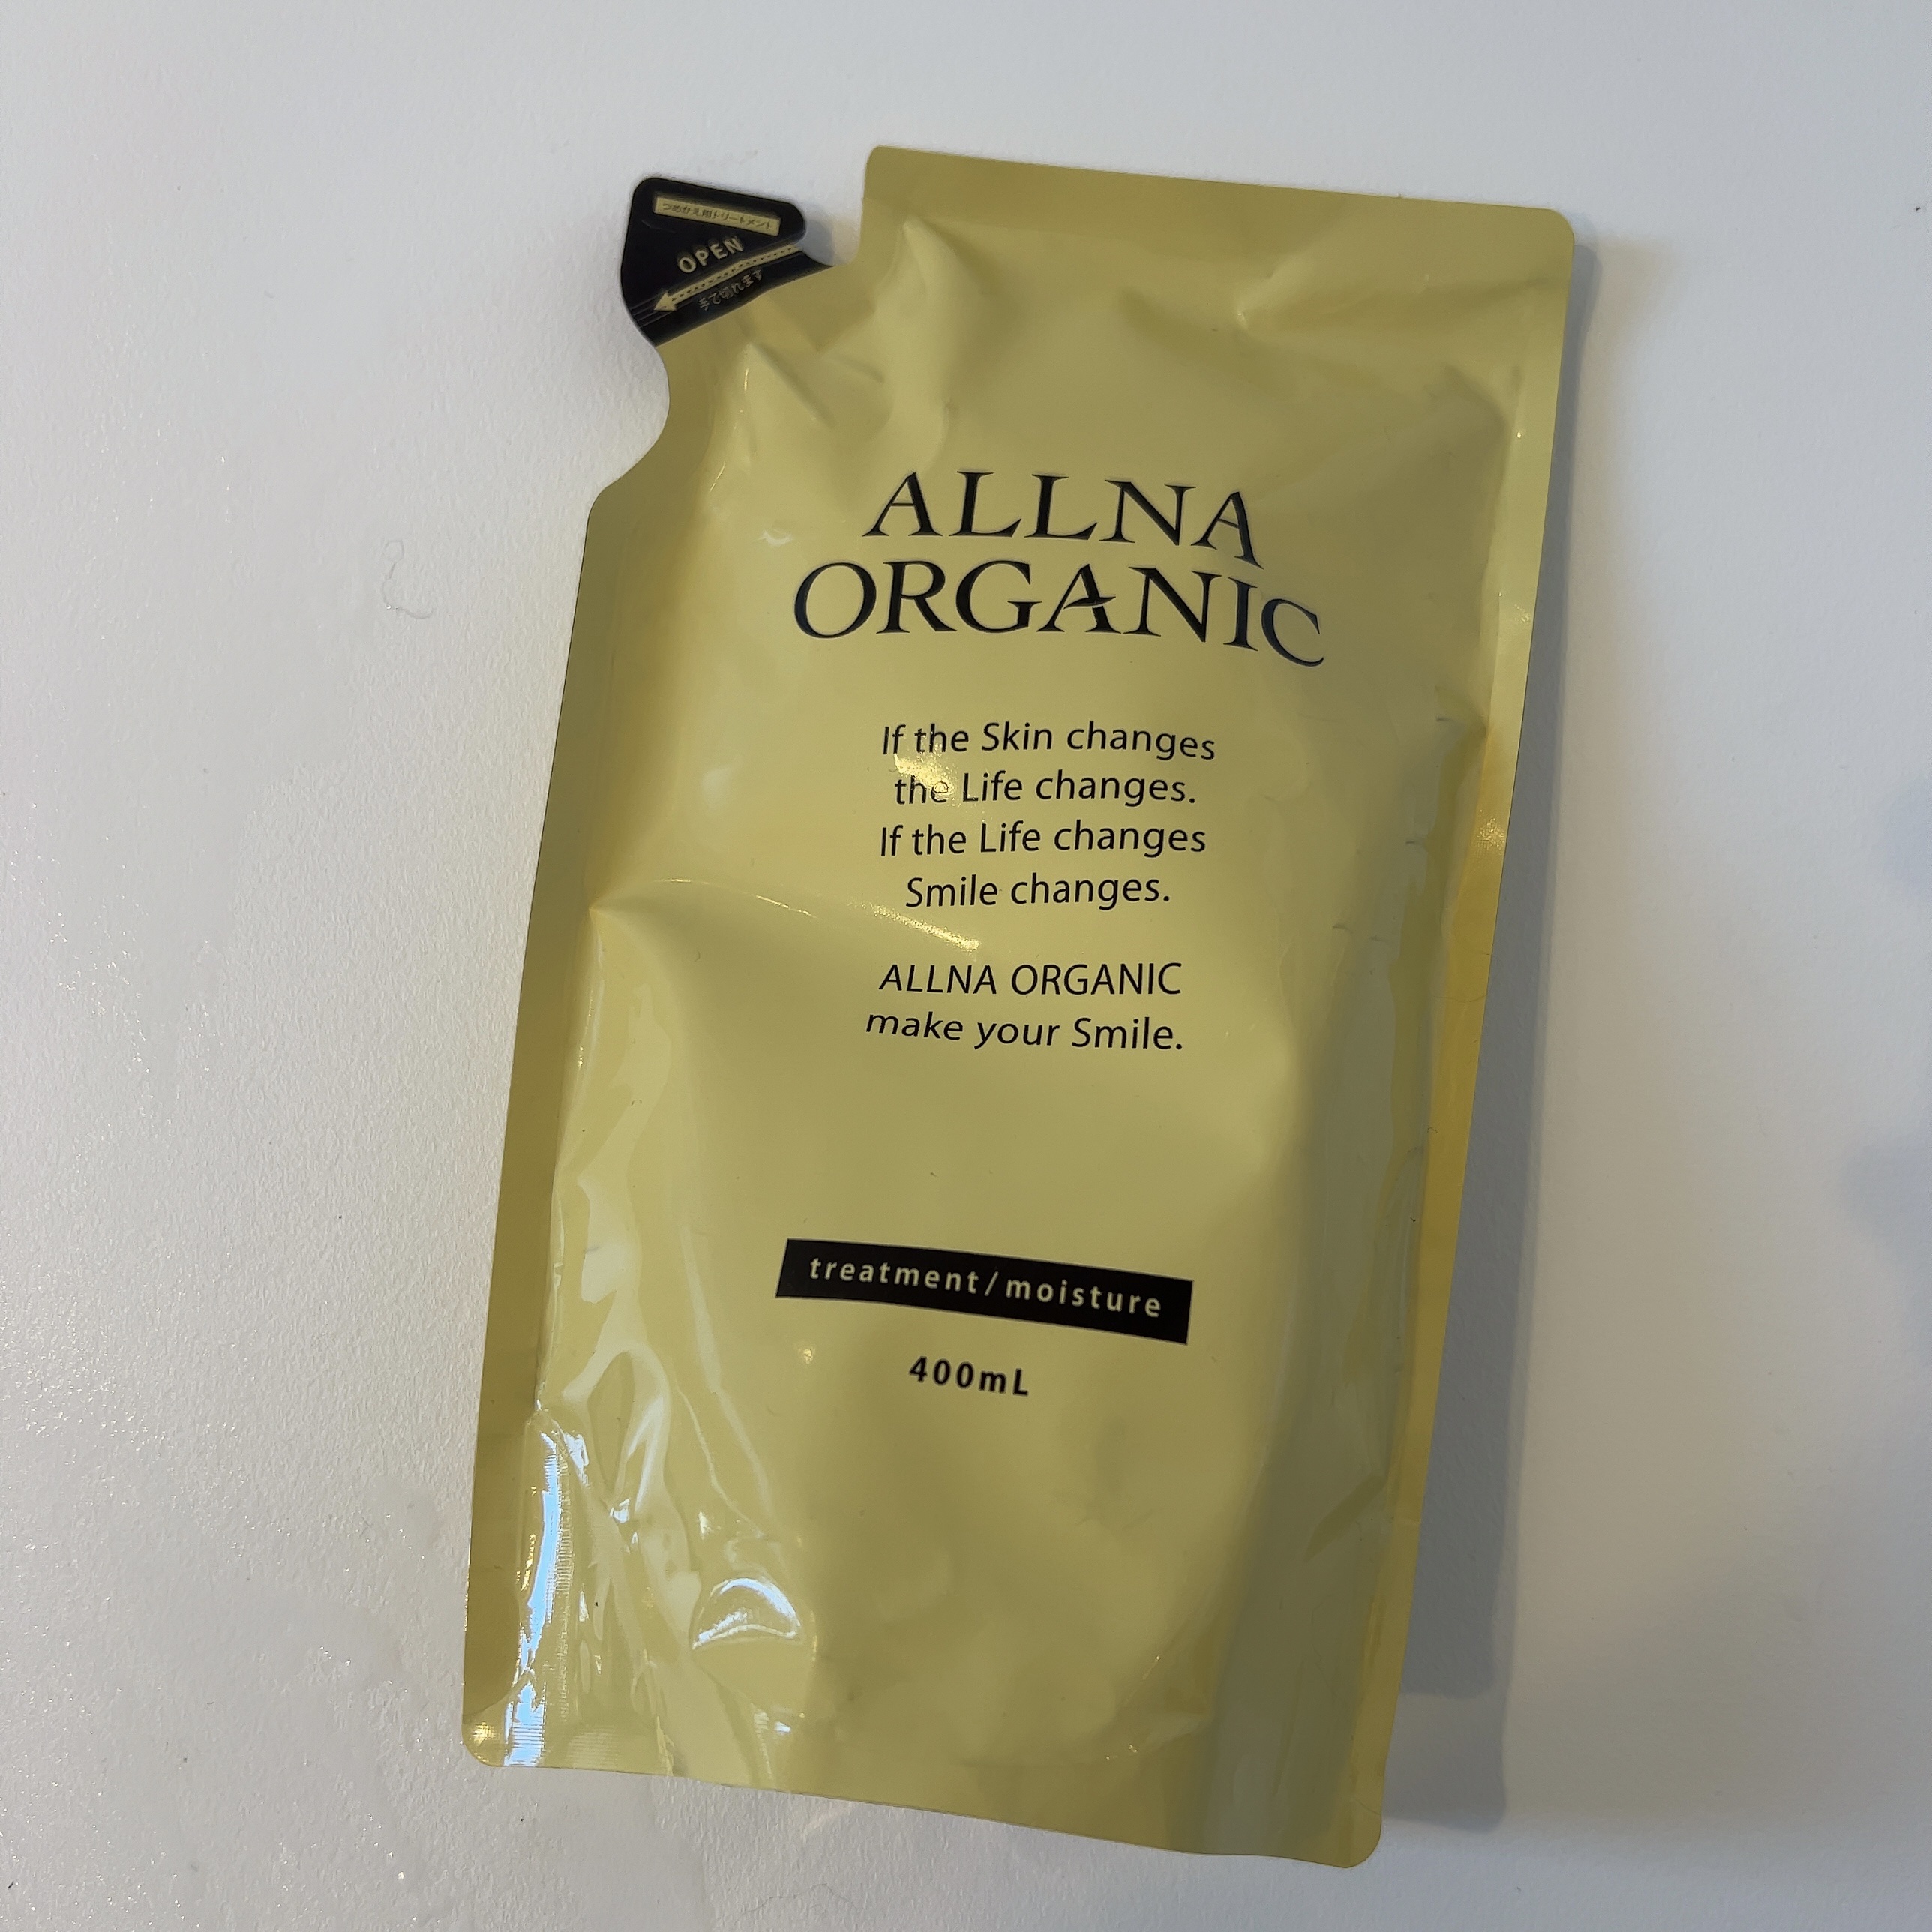 つめかえ用トリートメント
OPEN
手で切れます
ALLNA
ORGANIC
If the Skin changes
the Life changes.
If the Life changes
Smile changes.
ALLNA ORGANIC
make your Smile.
treatment/moisture
400mL